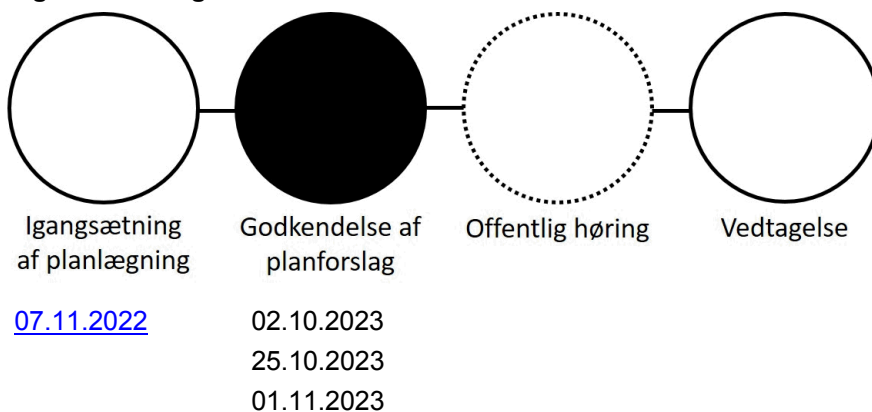 Igangsætning
af planlægning
Godkendelse af
planforslag
Offentlig høring
Vedtagelse
07.11.2022
02.10.2023
25.10.2023
01.11.2023